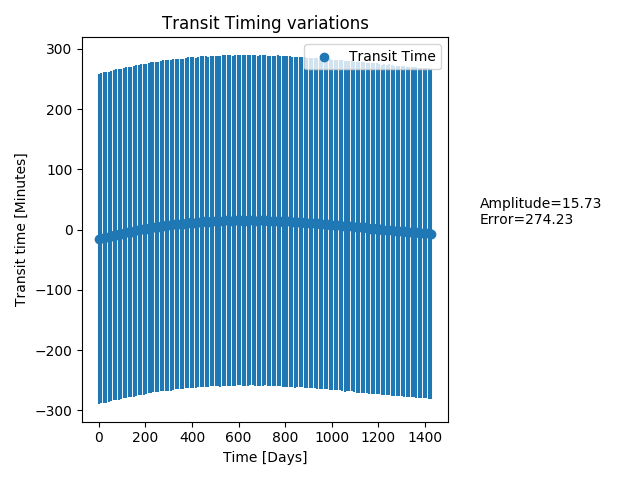 Transit Timing variations
Transit Time
300
200
100
0
−100
−200
−300
Transit time [Minutes]
0
200
400
600
800
1000
1200
1400
Time [Days]
Amplitude=15.73
Error=274.23